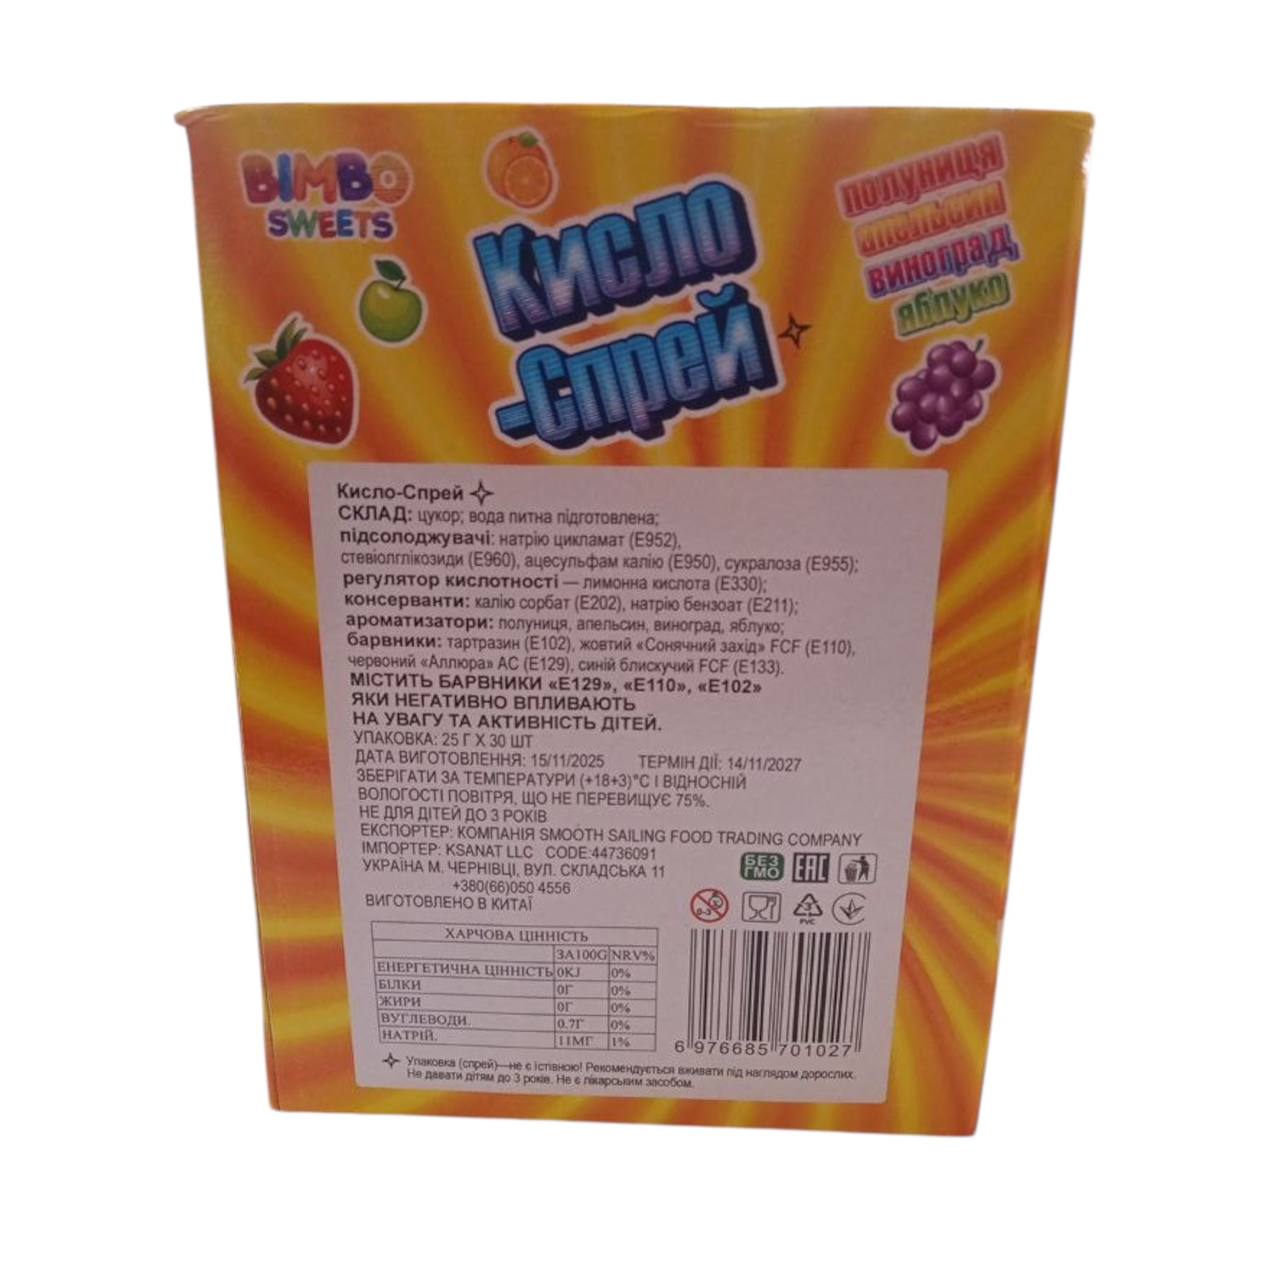 BIMBO
SWEETS
Кисло
-Спрей
полуниця
апельсин
виноград,
яблуко
Кисло-Спрей
СКЛАД: цукор; вода питна підготовлена;
підсолоджувачі: натрію цикламат (Е952),
стевіолглікозиди (Е960), ацесульфам калію (Е950), сукралоза (Е955);
регулятор кислотності — лимонна кислота (Е330);
консерванти: калію сорбат (Е202), натрію бензоат (Е211);
ароматизатори: полуниця, апельсин, виноград, яблуко;
барвники: тартразин (Е102), жовтий «Сонячний захід» FCF (Е110),
червоний «Аллюра» АС (Е129), синій блискучий FCF (Е133).
МІСТИТЬ БАРВНИКИ «Е129», «Е110», «Е102»
ЯКИ НЕГАТИВНО ВПЛИВАЮТЬ
НА УВАГУ ТА АКТИВНІСТЬ ДІТЕЙ.
УПАКОВКА: 25 Г Х 30 ШТ
ДАТА ВИГОТОВЛЕННЯ: 15/11/2025 ТЕРМІН ДІЇ: 14/11/2027
ЗБЕРІГАТИ ЗА ТЕМПЕРАТУРИ (+18+3)°С І ВІДНОСНІЙ
ВОЛОГОСТІ ПОВІТРЯ, ЩО НЕ ПЕРЕВИЩУЄ 75%.
НЕ ДЛЯ ДІТЕЙ ДО 3 РОКІВ
ЕКСПОРТЕР: КОМПАНІЯ SMOOTH SAILING FOOD TRADING COMPANY
ІМПОРТЕР: KSANAT LLC CODE:44736091
УКРАЇНА М. ЧЕРНІВЦІ, ВУЛ. СКЛАДСЬКА 11
+380(66)050 4556
ВИГОТОВЛЕНО В КИТАЇ
БЕЗ
ГМО
ЕАС
0-3
3
PVC
ХАРЧОВА ЦІННІСТЬ
ЗА100G NRV%
ЕНЕРГЕТИЧНА ЦІННІСТЬ 0KJ 0%
БІЛКИ 0Г 0%
ЖИРИ 0Г 0%
ВУГЛЕВОДИ. 0.7Г 0%
НАТРІЙ. 11МГ 1%
6 976685 701027
Упаковка (спрей)—не є їстівною! Рекомендується вживати під наглядом дорослих.
Не давати дітям до 3 років. Не є лікарським засобом.